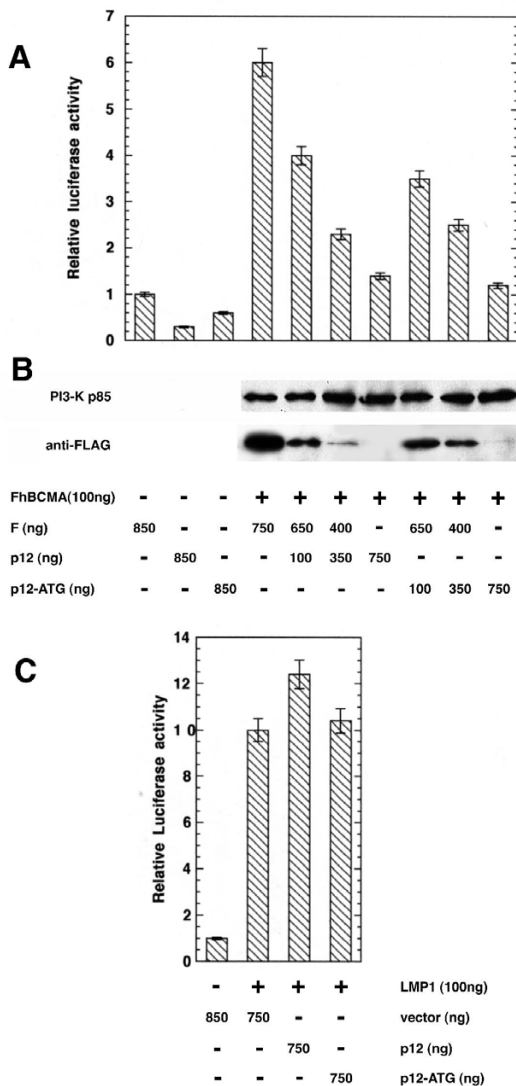 A
Relative luciferase activity
7
6
5
4
3
2
1
0
B
PI3-K p85
anti-FLAG
FhBCMA(100ng) - - - + + + + + + +
F (ng) 850 - - 750 650 400 - 650 400 -
p12 (ng) - 850 - - 100 350 750 - - -
p12-ATG (ng) - - 850 - - - - 100 350 750
C
Relative Luciferase activity
14
12
1 0
8
6
4
2
0
- + + + LMP1 (100ng)
850 750 - - vector (ng)
- - 750 - p12 (ng)
- - - 750 p12-ATG (ng)